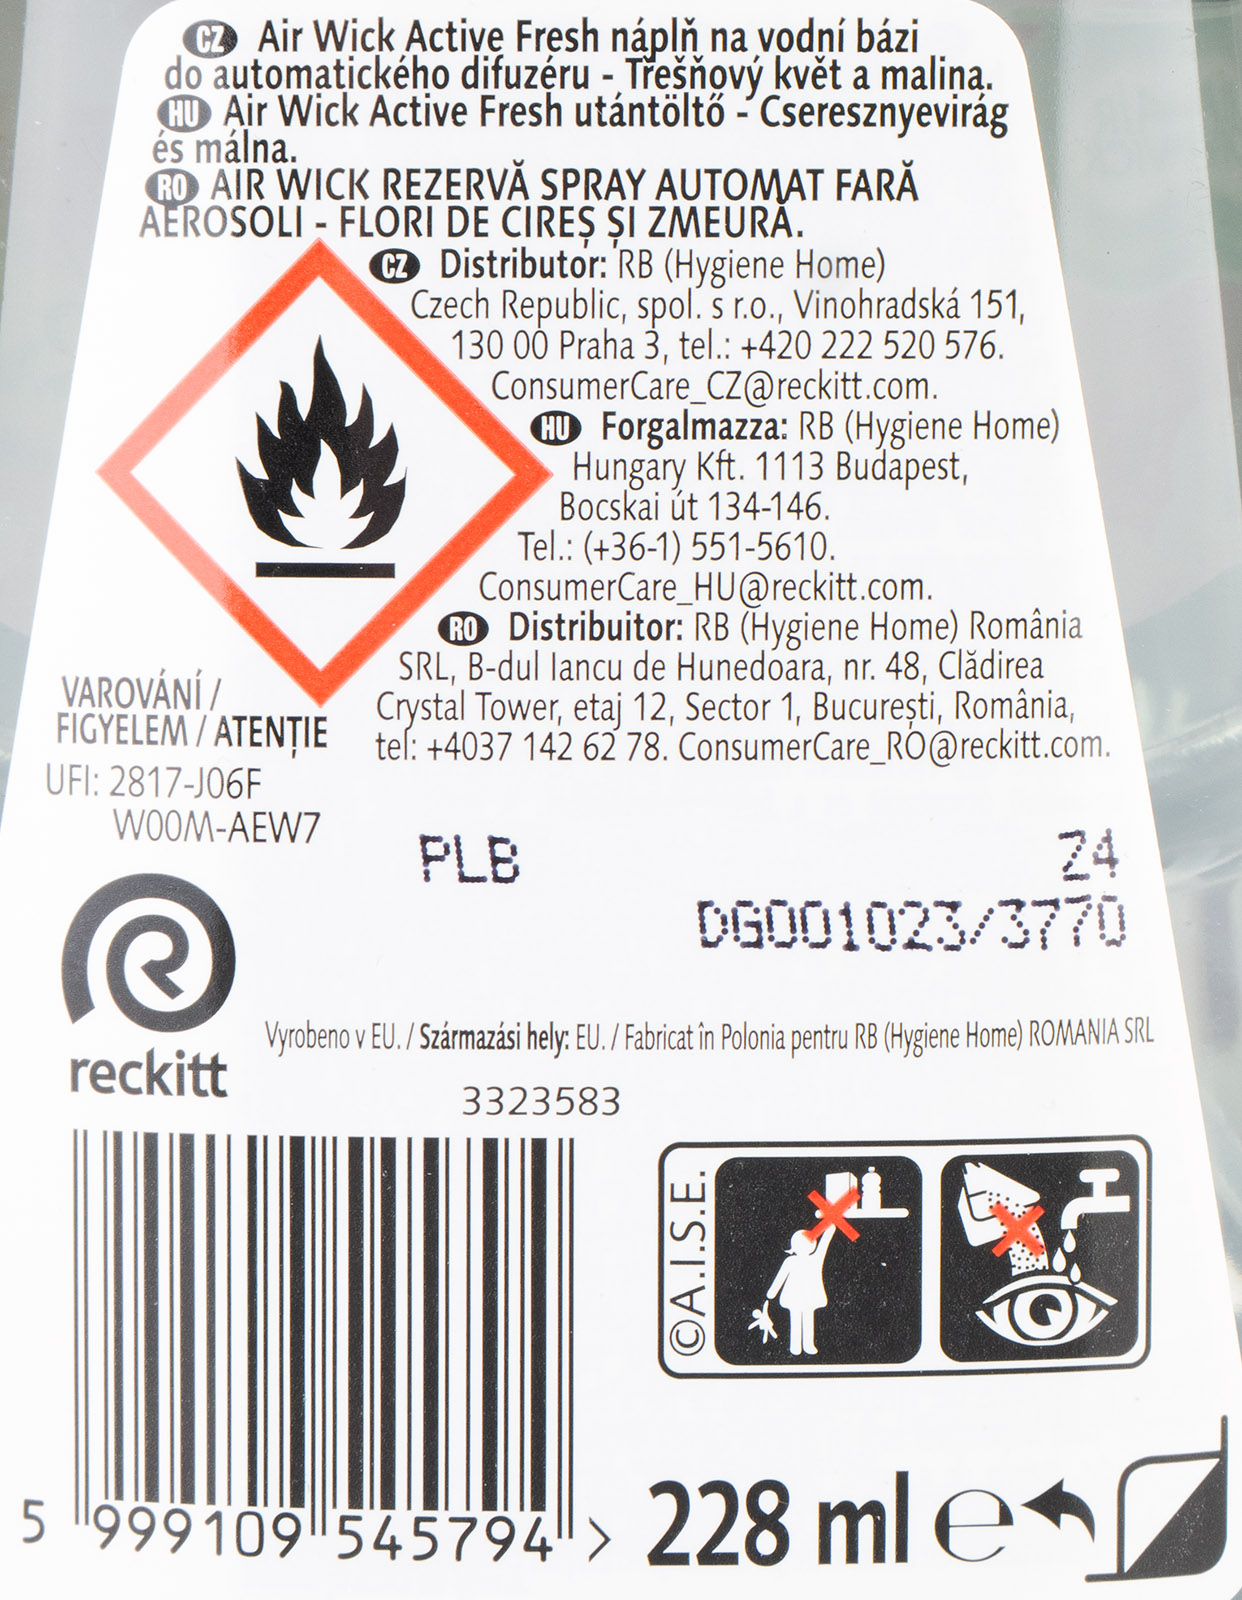 CZ Air Wick Active Fresh náplň na vodní bázi
do automatického difuzéru - Třešňový květ a malina.
HU Air Wick Active Fresh utántöltő - Cseresznyevirág
és málna.
RO AIR WICK REZERVĂ SPRAY AUTOMAT FARĂ
AEROSOLI - FLORI DE CIREȘ ȘI ZMEURĂ.
CZ Distributor: RB (Hygiene Home)
Czech Republic, spol. s r.o., Vinohradská 151,
130 00 Praha 3, tel.: +420 222 520 576.
ConsumerCare_CZ@reckitt.com.
HU Forgalmazza: RB (Hygiene Home)
Hungary Kft. 1113 Budapest,
Bocskai út 134-146.
Tel.: (+36-1) 551-5610.
ConsumerCare_HU@reckitt.com.
RO Distribuitor: RB (Hygiene Home) România
SRL, B-dul Iancu de Hunedoara, nr. 48, Clădirea
Crystal Tower, etaj 12, Sector 1, București, România,
tel: +4037 142 62 78. ConsumerCare_RO@reckitt.com.
VAROVÁNÍ /
FIGYELEM / ATENȚIE
UFI: 2817-J06F
W00M-AEW7
PLB
Z4
DG001023/3770
reckitt
Vyrobeno v EU. / Származási hely: EU. / Fabricat în Polonia pentru RB (Hygiene Home) ROMANIA SRL
3323583
©A.I.S.E.
5 999109 545794 >
228 ml e